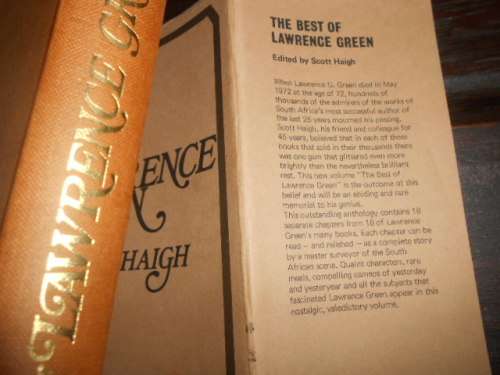 LAWRENCE GR
RENCE
N
HAIGH
THE BEST OF
LAWRENCE GREEN
Edited by Scott Haigh
When Lawrence G. Green died in May
1972 at the age of 72, hundreds of
thousands of the admirers of the works of
South Africa's most successful author of
the last 25 years mourned his passing.
Scott Haigh, his friend and colleague for
45 years, believed that in each of those
books that sold in their thousands there
was one gem that glittered even more
brightly than the nevertheless brilliant
rest. This new volume "The Best of
Lawrence Green" is the outcome of this
belief and will be an abiding and rare
memorial to his genius.
This outstanding anthology contains 18
separate chapters from 18 of Lawrence
Green's many books. Each chapter can be
read — and relished — as a complete story
by a master surveyor of the South
African scene. Quaint characters, rare
meals, compelling cameos of yesterday
and yesteryear and all the subjects that
fascinated Lawrence Green appear in this
nostalgic, valedictory volume.